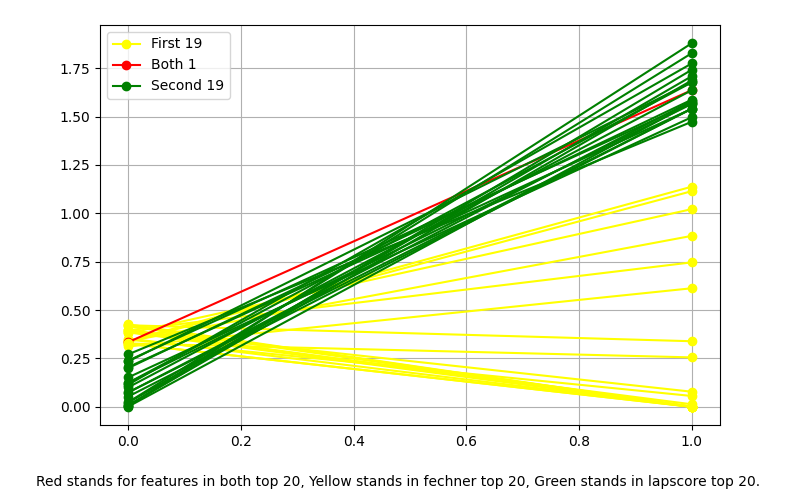 First 19
Both 1
Second 19
1.75
1.50
1.25
1.00
0.75
0.50
0.25
0.00
0.0 0.2 0.4 0.6 0.8 1.0
Red stands for features in both top 20, Yellow stands in fechner top 20, Green stands in lapscore top 20.